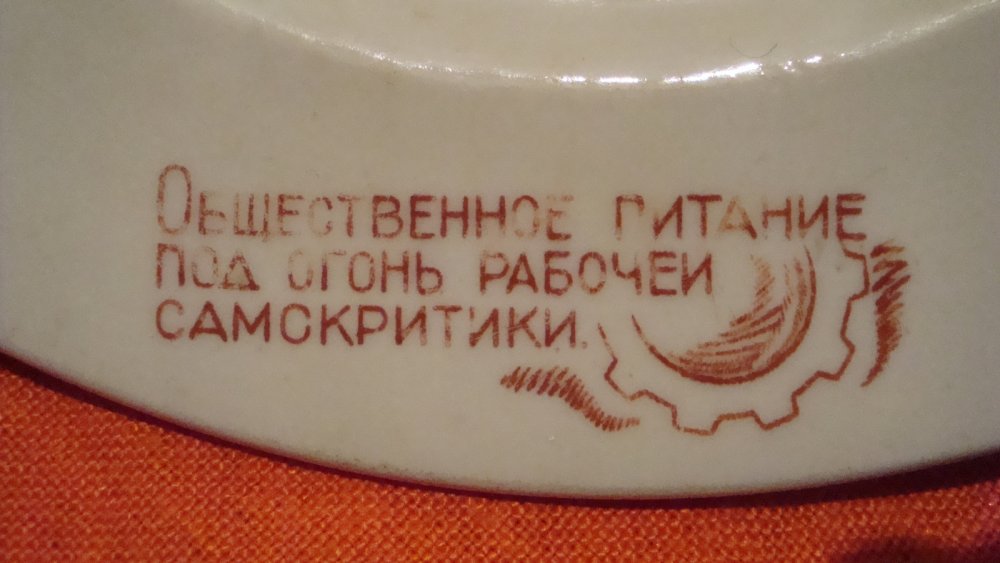 Общественное питание
под огонь рабочей
самокритики.